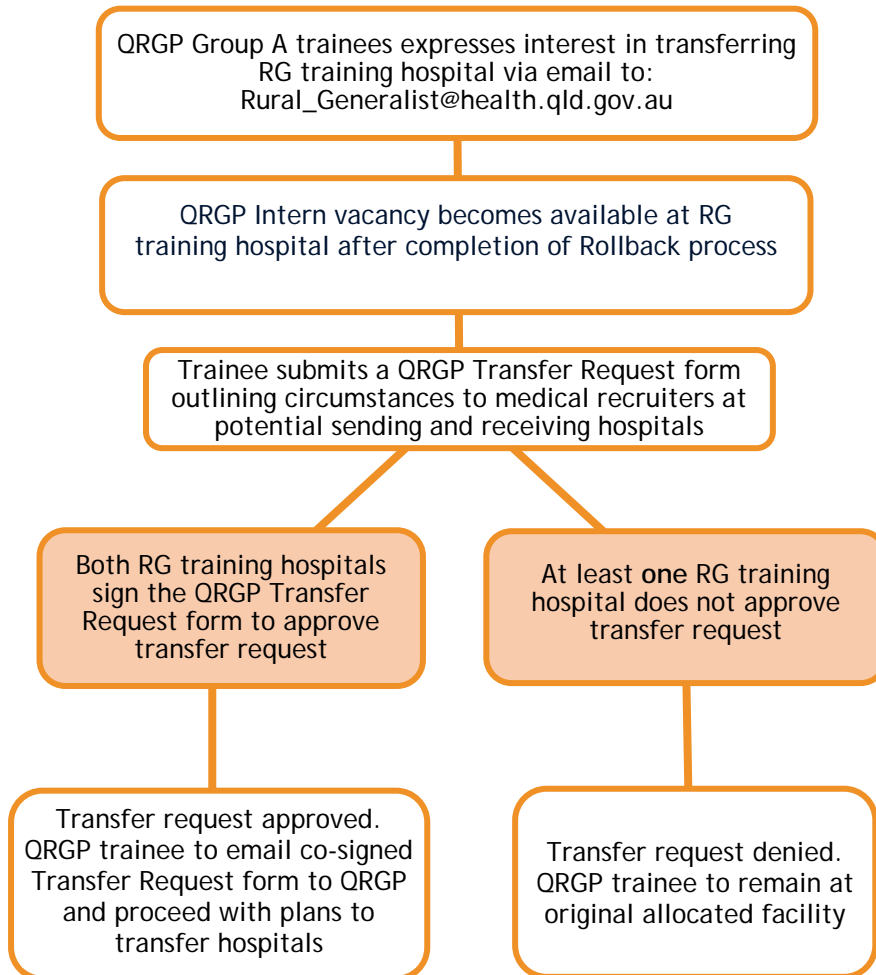 QRGP Group A trainees expresses interest in transferring
RG training hospital via email to:
Rural_Generalist@health.qld.gov.au
QRGP Intern vacancy becomes available at RG
training hospital after completion of Rollback process
Trainee submits a QRGP Transfer Request form
outlining circumstances to medical recruiters at
potential sending and receiving hospitals
Both RG training hospitals
sign the QRGP Transfer
Request form to approve
transfer request
At least one RG training
hospital does not approve
transfer request
Transfer request approved.
QRGP trainee to email co-signed
Transfer Request form to QRGP
and proceed with plans to
transfer hospitals
Transfer request denied.
QRGP trainee to remain at
original allocated facility